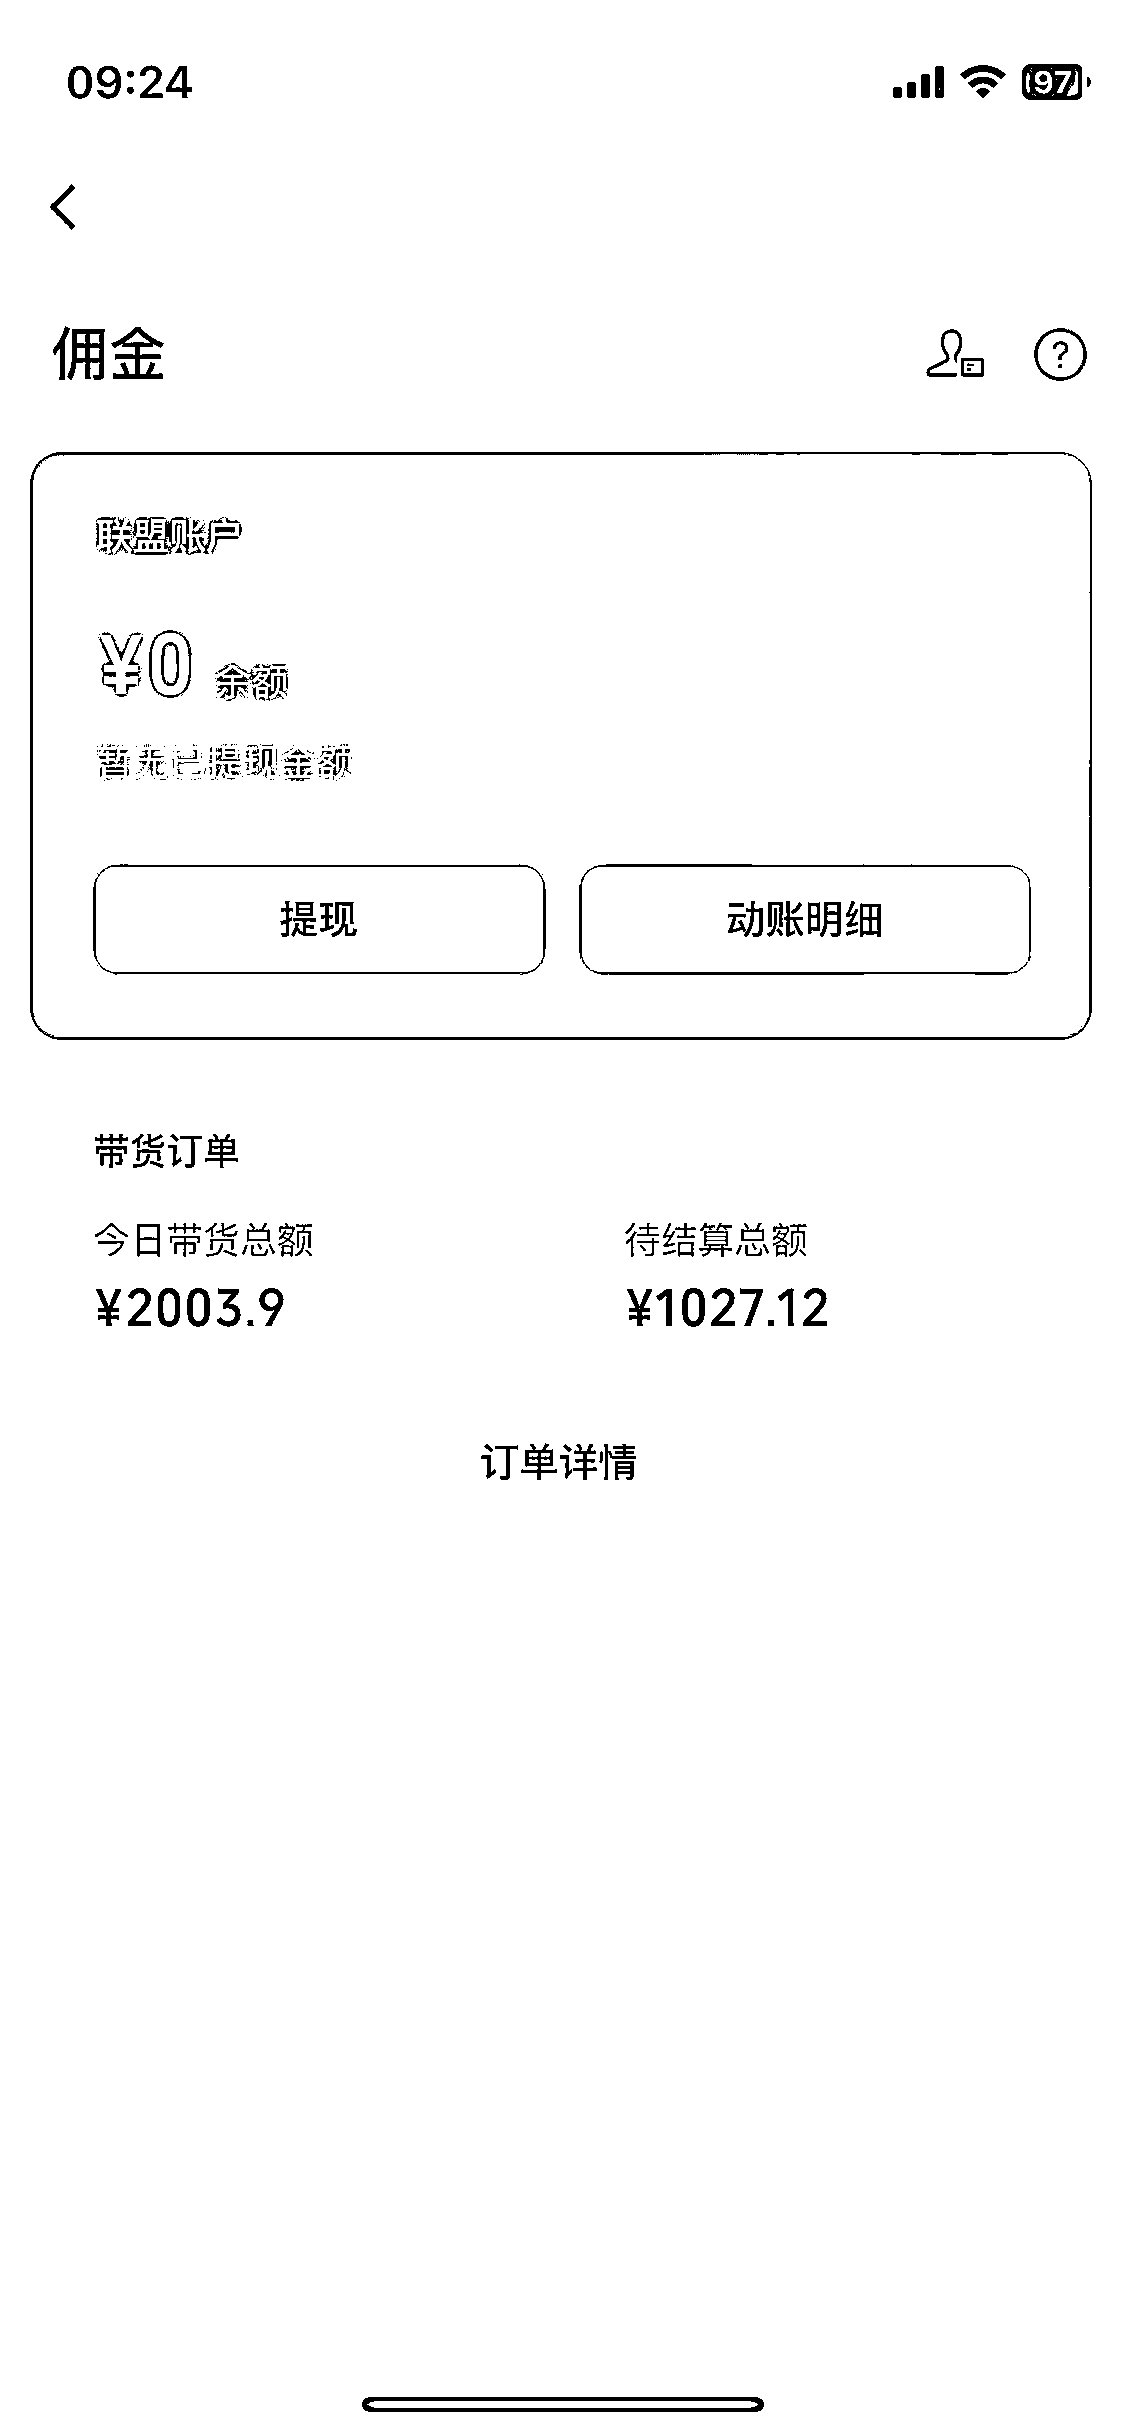 09:24
97
佣金
联盟账户
¥0 余额
暂无已提现金额
提现 动账明细
带货订单
今日带货总额 待结算总额
¥2003.9 ¥1027.12
订单详情